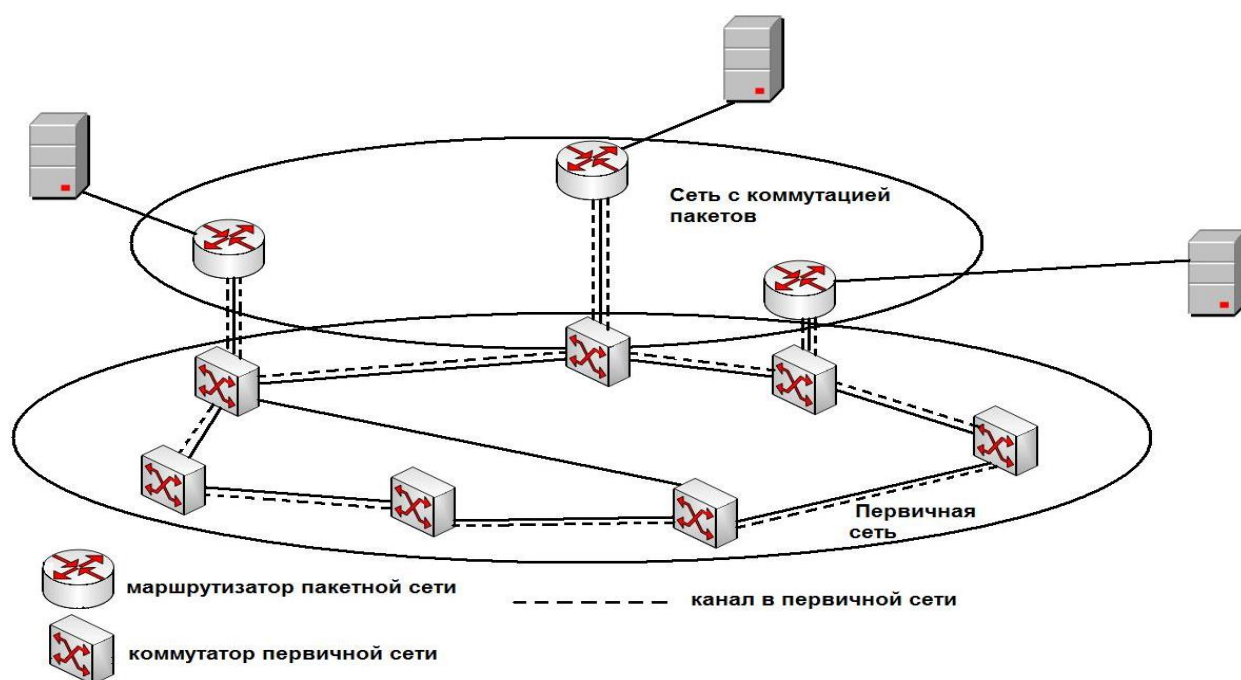 Сеть с коммутацией
пакетов
Первичная
сеть
маршрутизатор пакетной сети
канал в первичной сети
коммутатор первичной сети